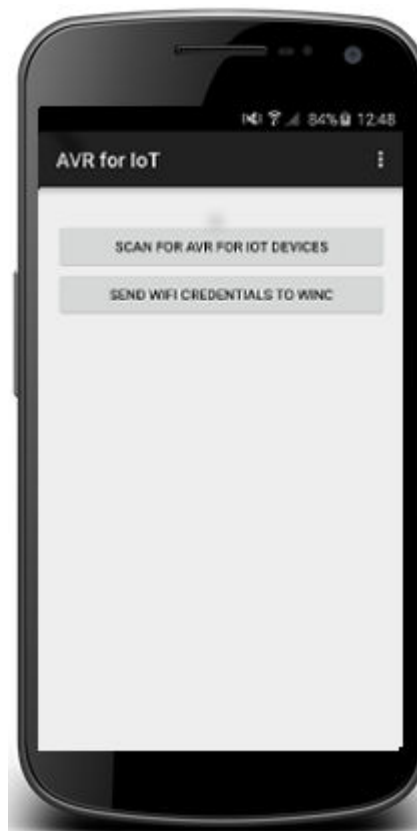 84% 12:48
AVR for IoT
SCAN FOR AVR FOR IOT DEVICES
SEND WIFI CREDENTIALS TO WINC